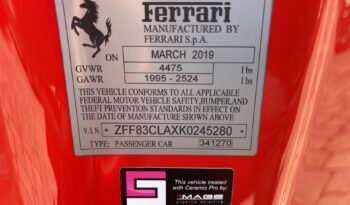 Ferrari
MANUFACTURED BY
FERRARI S.p.A.
ON MARCH 2019
GVWR 4475 lbs
GAWR 1995 - 2524 lbs
THIS VEHICLE CONFORMS TO ALL APPLICABLE
FEDERAL MOTOR VEHICLE SAFETY, BUMPER, AND
THEFT PREVENTION STANDARDS IN EFFECT ON
THE DATE OF MANUFACTURE SHOWN ABOVE
V.I.N. ZFF83CLAXK0245280
TYPE: PASSENGER CAR 341270
This vehicle treated
with Ceramic Pro by:
IMAGE